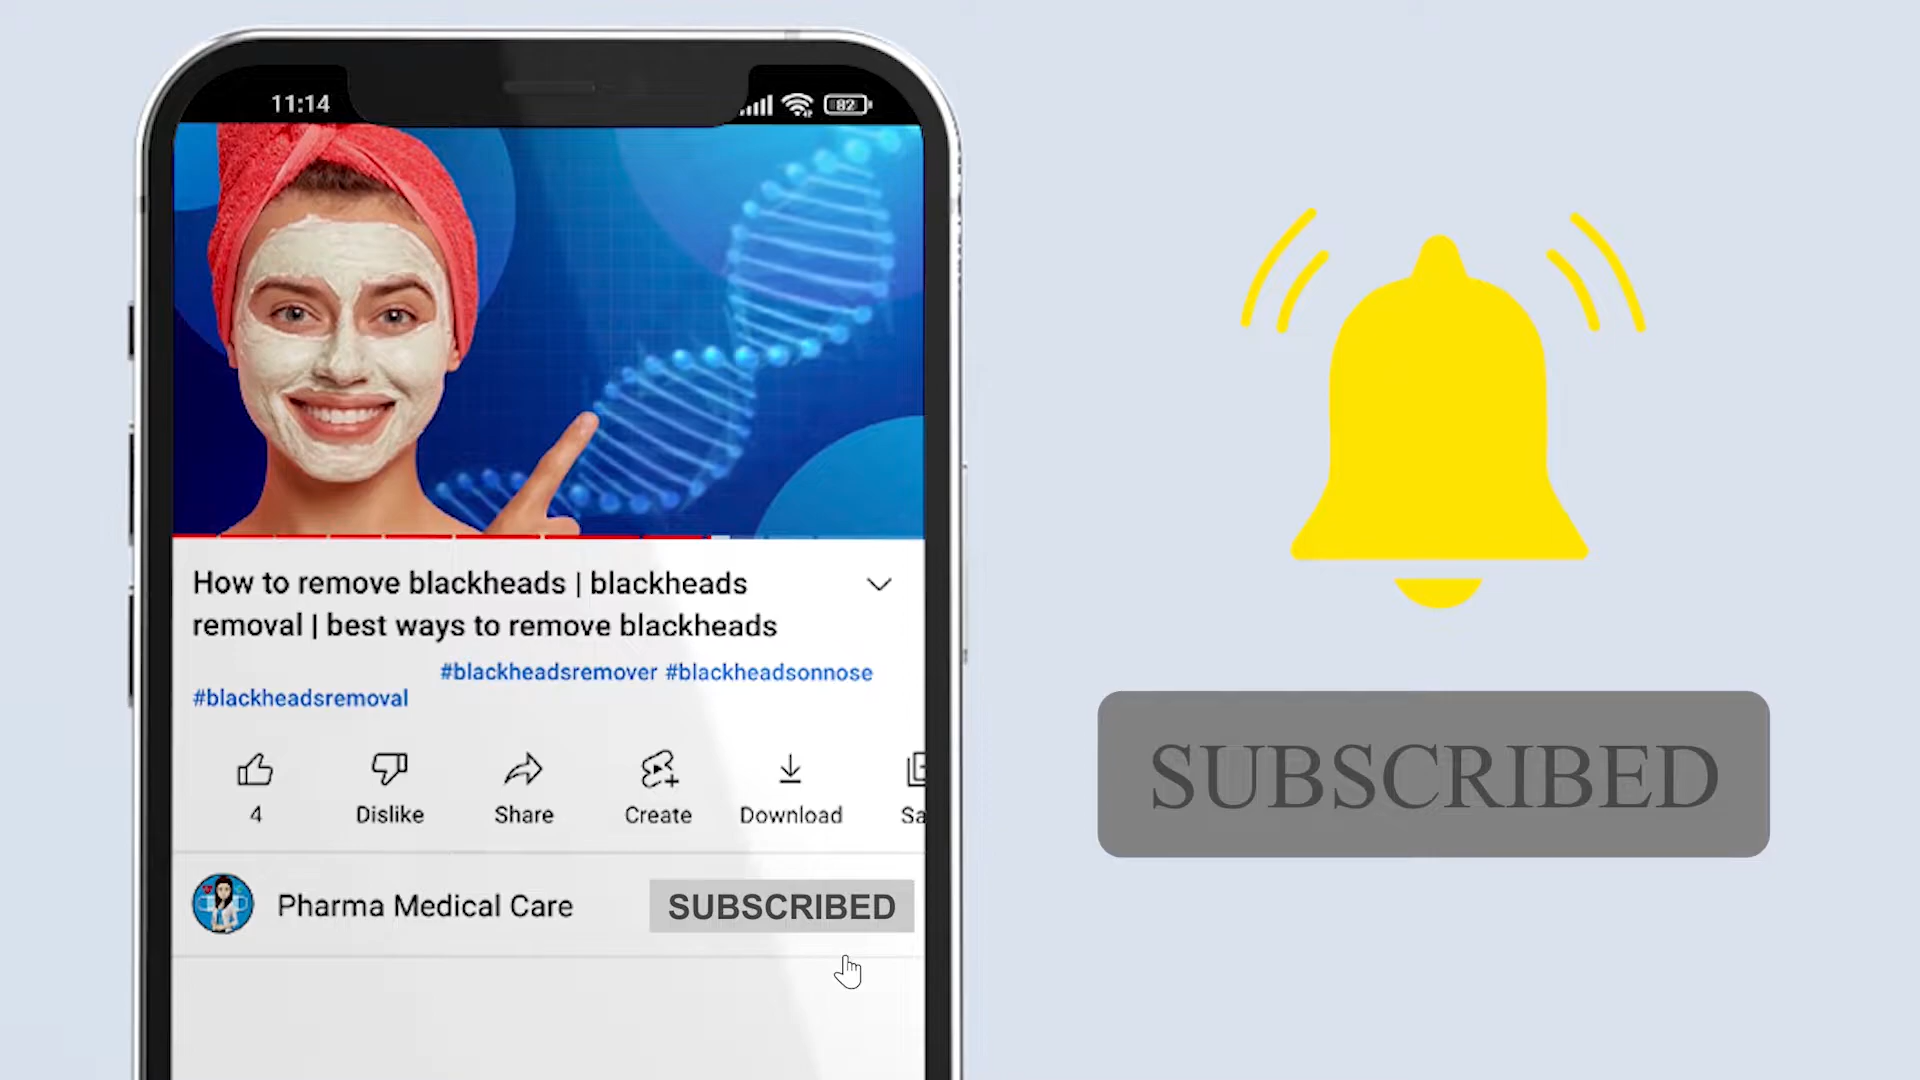 11:14
82
How to remove blackheads | blackheads
removal | best ways to remove blackheads
#blackheadsremover #blackheadsonnose
#blackheadsremoval
4
Dislike
Share
Create
Download
Sa
Pharma Medical Care
SUBSCRIBED
SUBSCRIBED